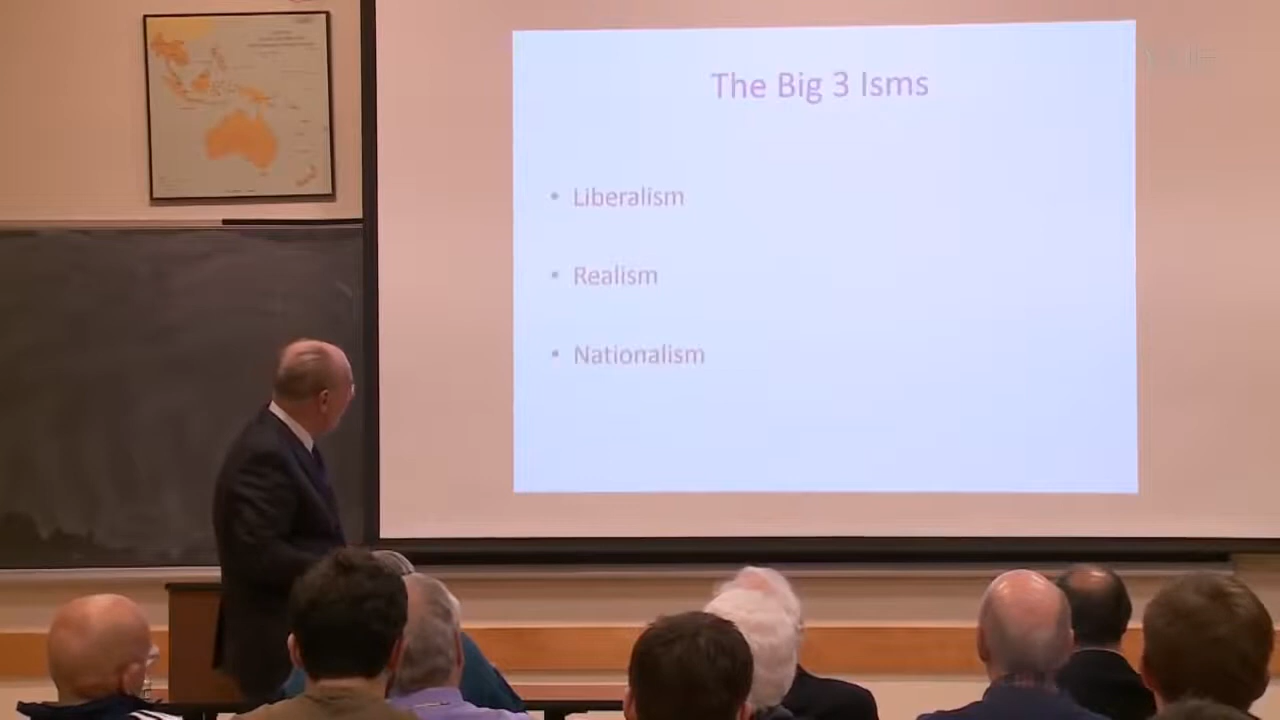 The Big 3 Isms
• Liberalism
• Realism
• Nationalism